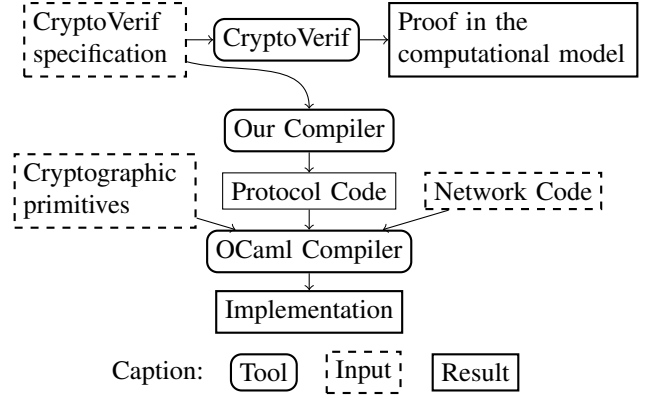 CryptoVerif
specification
CryptoVerif
Proof in the
computational model
Our Compiler
Cryptographic
primitives
Protocol Code
Network Code
OCaml Compiler
Implementation
Caption: Tool Input Result